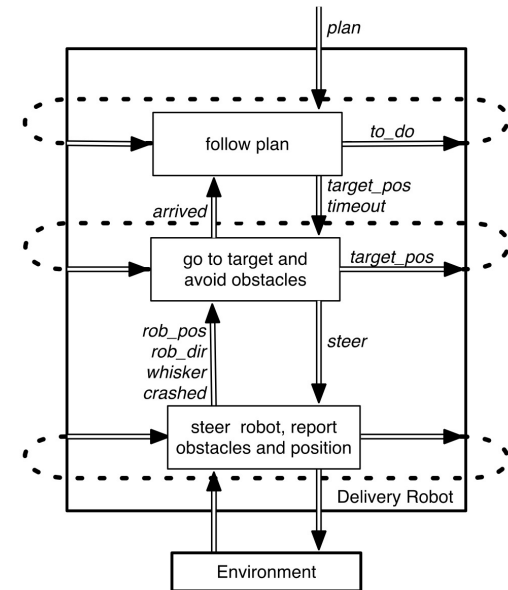 plan
follow plan
to_do
target_pos
timeout
arrived
go to target and
avoid obstacles
target_pos
rob_pos
rob_dir
whisker
crashed
steer
steer robot, report
obstacles and position
Delivery Robot
Environment